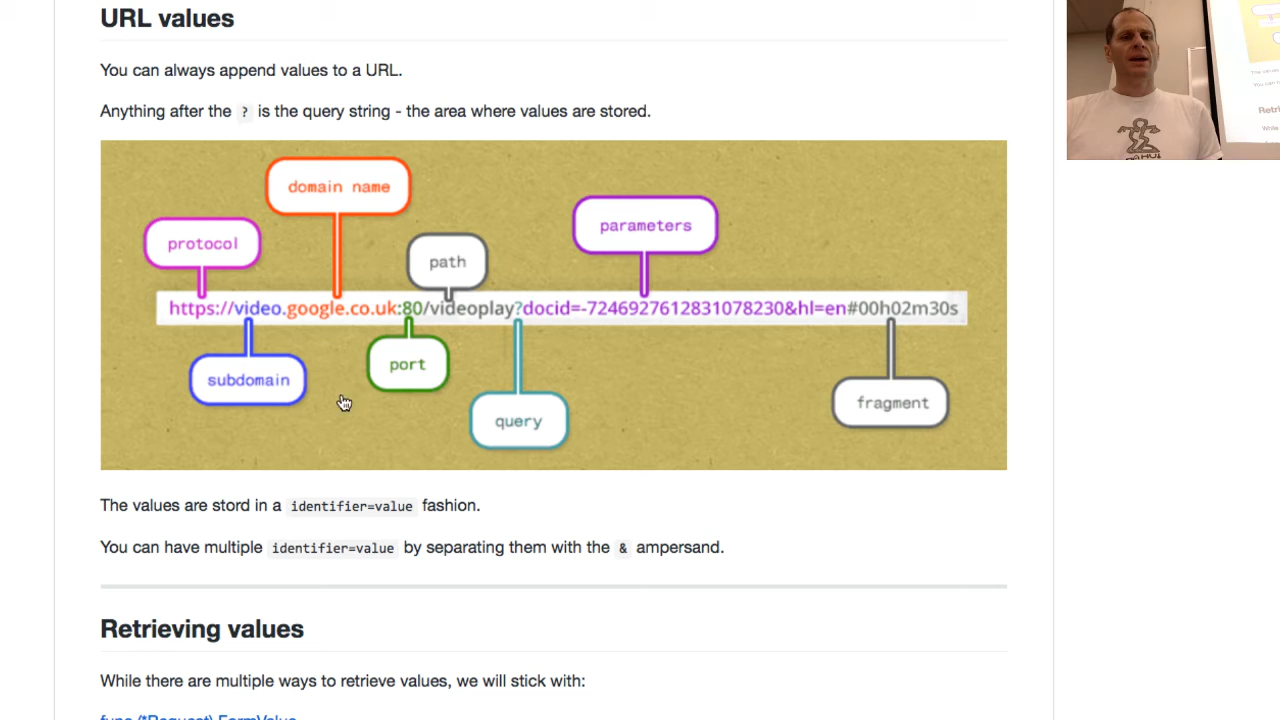 URL values
You can always append values to a URL.
Anything after the ? is the query string - the area where values are stored.
domain name
parameters
protocol
path
https://video.google.co.uk:80/videoplay?docid=-7246927612831078230&hl=en#00h02m30s
subdomain
port
query
fragment
The values are stord in a identifier=value fashion.
You can have multiple identifier=value by separating them with the & ampersand.
Retrieving values
While there are multiple ways to retrieve values, we will stick with:
func (*Request) FormValue